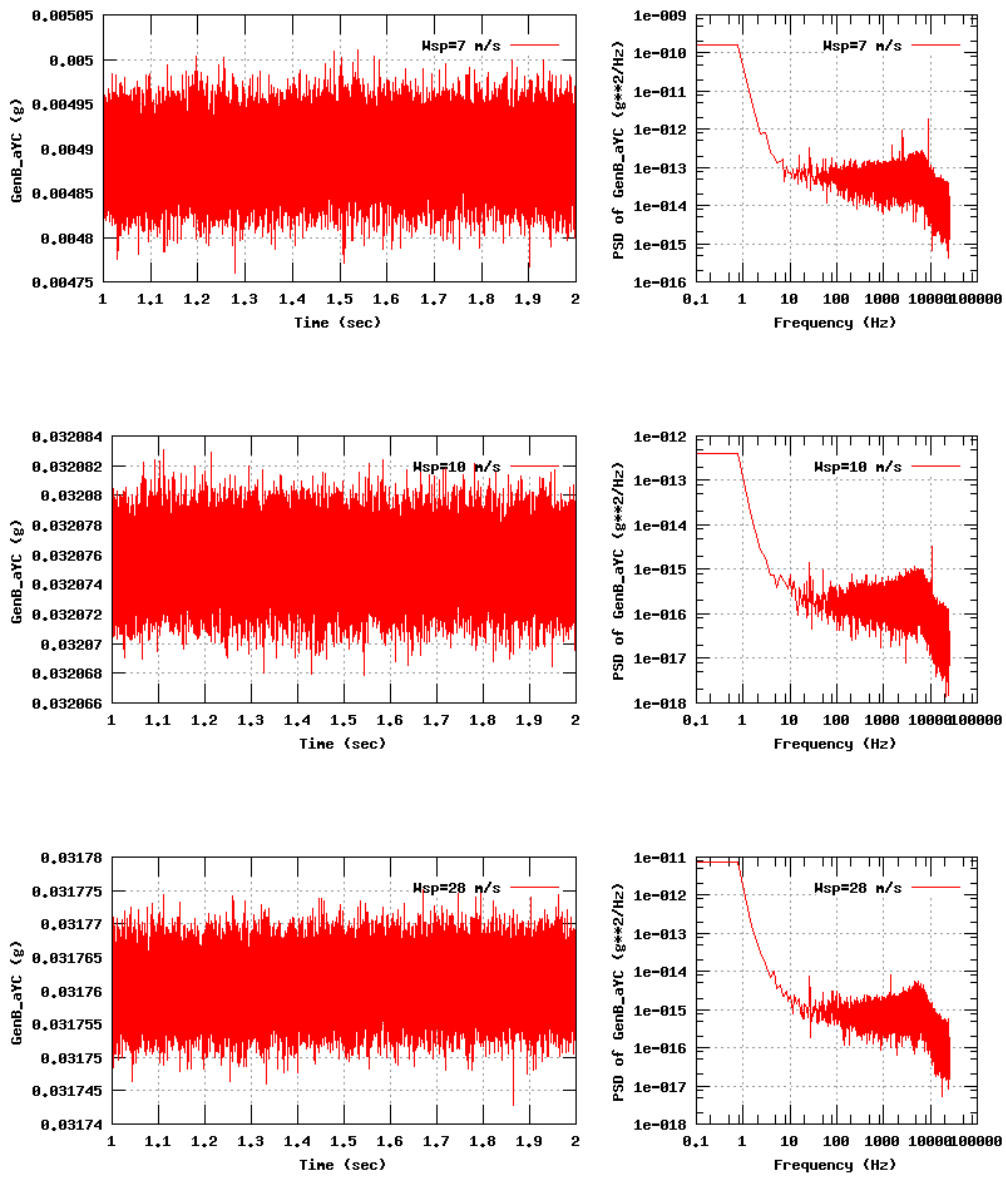 0.00505
0.005
0.00495
0.0049
0.00485
0.0048
0.00475
GenB_aYC (g)
Wsp=7 m/s
1 1.1 1.2 1.3 1.4 1.5 1.6 1.7 1.8 1.9 2
Time (sec)
1e-009
1e-010
1e-011
1e-012
1e-013
1e-014
1e-015
1e-016
PSD of GenB_aYC (g**2/Hz)
Wsp=7 m/s
0.1 1 10 100 1000 10000 100000
Frequency (Hz)
0.032084
0.032082
0.03208
0.032078
0.032076
0.032074
0.032072
0.03207
0.032068
0.032066
GenB_aYC (g)
Wsp=10 m/s
1 1.1 1.2 1.3 1.4 1.5 1.6 1.7 1.8 1.9 2
Time (sec)
1e-012
1e-013
1e-014
1e-015
1e-016
1e-017
1e-018
PSD of GenB_aYC (g**2/Hz)
Wsp=10 m/s
0.1 1 10 100 1000 10000 100000
Frequency (Hz)
0.03178
0.031775
0.03177
0.031765
0.03176
0.031755
0.03175
0.031745
0.03174
GenB_aYC (g)
Wsp=28 m/s
1 1.1 1.2 1.3 1.4 1.5 1.6 1.7 1.8 1.9 2
Time (sec)
1e-011
1e-012
1e-013
1e-014
1e-015
1e-016
1e-017
1e-018
PSD of GenB_aYC (g**2/Hz)
Wsp=28 m/s
0.1 1 10 100 1000 10000 100000
Frequency (Hz)